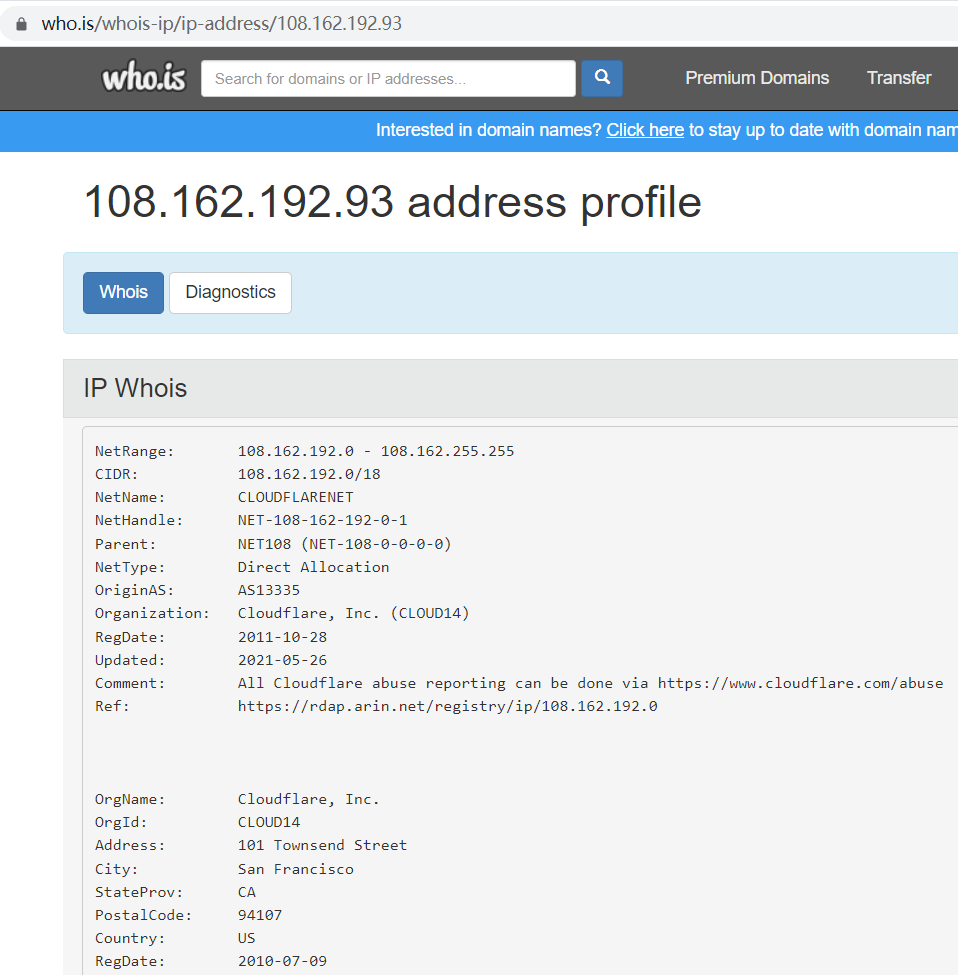 who.is/whois-ip/ip-address/108.162.192.93
who.is Search for domains or IP addresses... Premium Domains Transfer
Interested in domain names? Click here to stay up to date with domain nam
108.162.192.93 address profile
Whois Diagnostics
IP Whois
NetRange: 108.162.192.0 - 108.162.255.255
CIDR: 108.162.192.0/18
NetName: CLOUDFLARENET
NetHandle: NET-108-162-192-0-1
Parent: NET108 (NET-108-0-0-0-0)
NetType: Direct Allocation
OriginAS: AS13335
Organization: Cloudflare, Inc. (CLOUD14)
RegDate: 2011-10-28
Updated: 2021-05-26
Comment: All Cloudflare abuse reporting can be done via https://www.cloudflare.com/abuse
Ref: https://rdap.arin.net/registry/ip/108.162.192.0
OrgName: Cloudflare, Inc.
OrgId: CLOUD14
Address: 101 Townsend Street
City: San Francisco
StateProv: CA
PostalCode: 94107
Country: US
RegDate: 2010-07-09